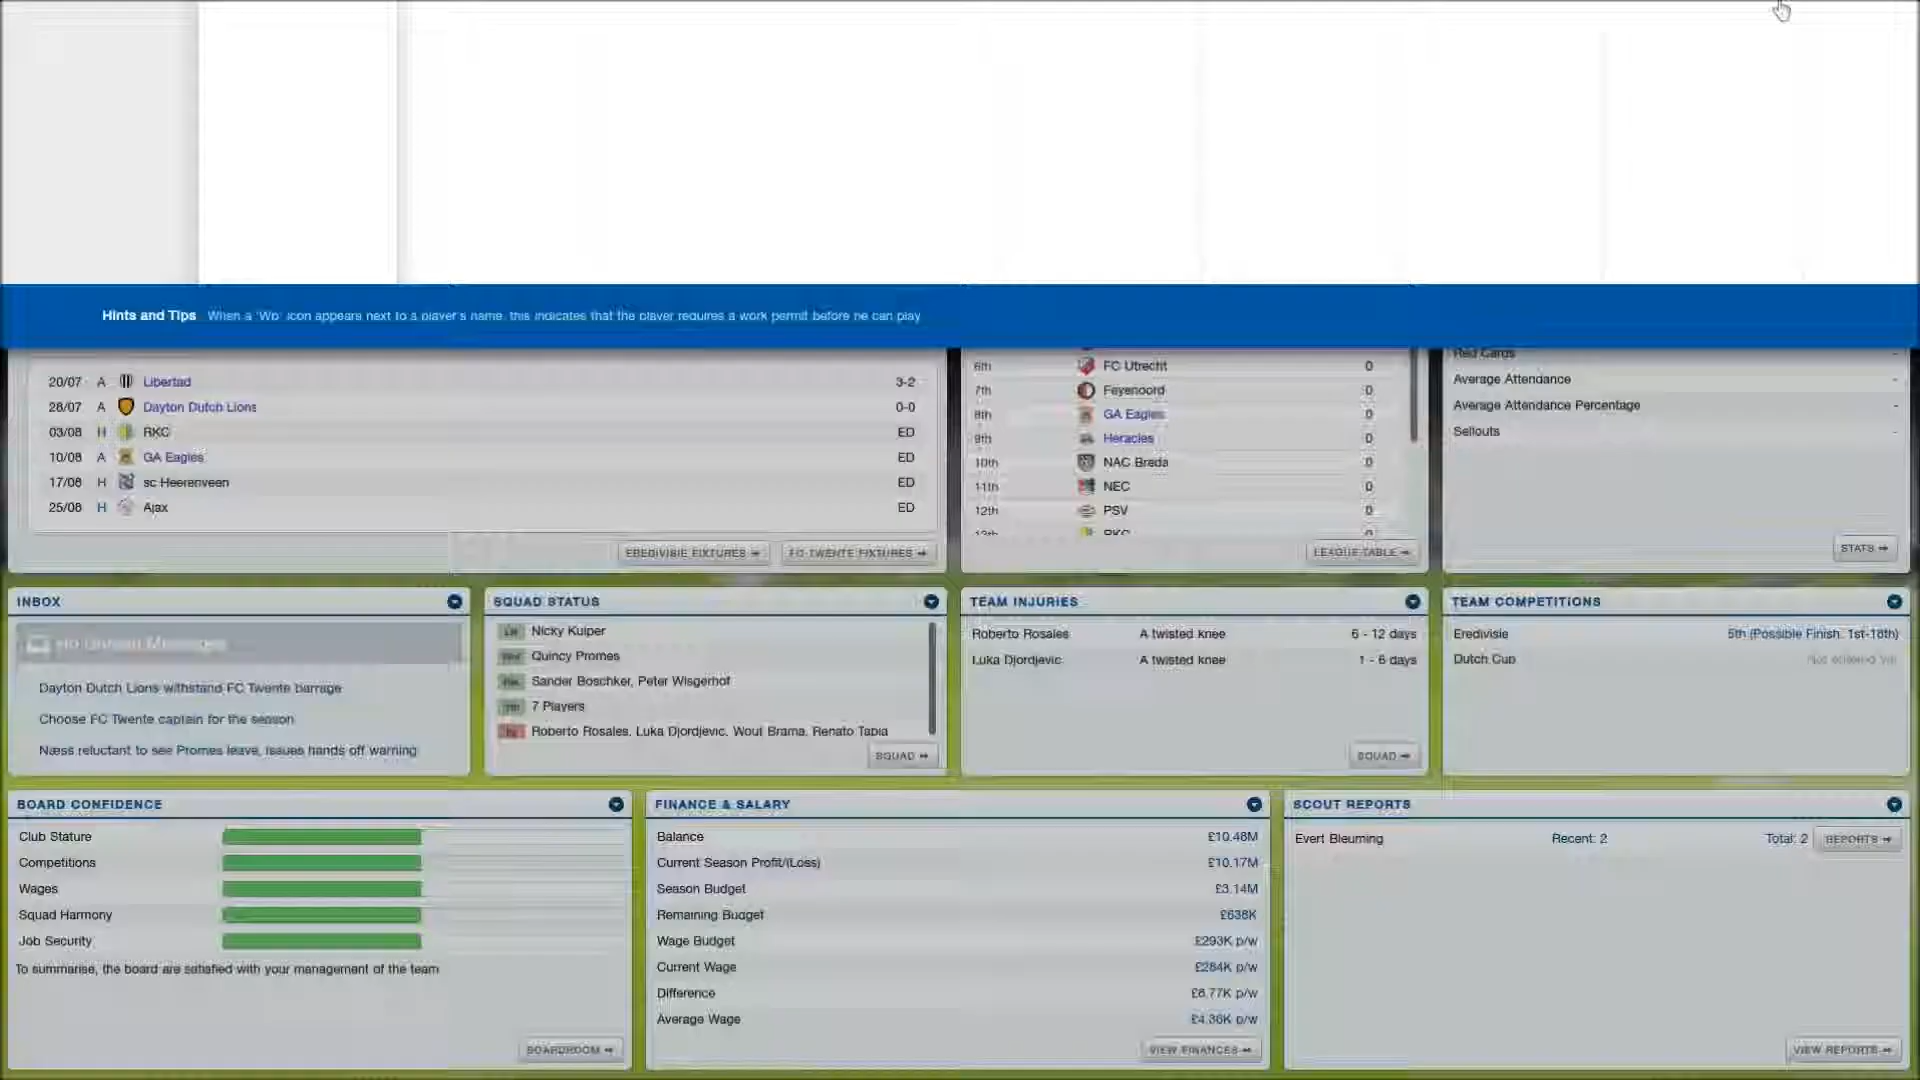 Hints and Tips When a 'Wp' icon appears next to a player's name, this indicates that the player requires a work permit before he can play
20/07 A Libertad 3-2
28/07 A Dayton Dutch Lions 0-0
03/08 H RKC ED
10/08 A GA Eagles ED
17/08 H sc Heerenveen ED
25/08 H Ajax ED
EREDIVISIE FIXTURES
FC TWENTE FIXTURES
6th FC Utrecht 0
7th Feyenoord 0
8th GA Eagles 0
9th Heracles 0
10th NAC Breda 0
11th NEC 0
12th PSV 0
13th RKC 0
LEAGUE TABLE
Red Cards -
Average Attendance -
Average Attendance Percentage -
Sellouts -
STATS
INBOX
No Unread Messages
Dayton Dutch Lions withstand FC Twente barrage
Choose FC Twente captain for the season
Næss reluctant to see Promes leave, issues hands off warning
SQUAD STATUS
Nicky Kuiper
Quincy Promes
Sander Boschker, Peter Wisgerhof
7 Players
Roberto Rosales, Luka Djordjevic, Wout Brama, Renato Tapia
SQUAD
TEAM INJURIES
Roberto Rosales A twisted knee 6 - 12 days
Luka Djordjevic A twisted knee 1 - 6 days
SQUAD
TEAM COMPETITIONS
Eredivisie 5th (Possible Finish: 1st-18th)
Dutch Cup Not entered yet
BOARD CONFIDENCE
Club Stature
Competitions
Wages
Squad Harmony
Job Security
To summarise, the board are satisfied with your management of the team
BOARDROOM
FINANCE & SALARY
Balance £10.48M
Current Season Profit/(Loss) £10.17M
Season Budget £3.14M
Remaining Budget £638K
Wage Budget £293K p/w
Current Wage £284K p/w
Difference £8.77K p/w
Average Wage £4.36K p/w
VIEW FINANCES
SCOUT REPORTS
Evert Bleuming Recent: 2 Total: 2 REPORTS
VIEW REPORTS